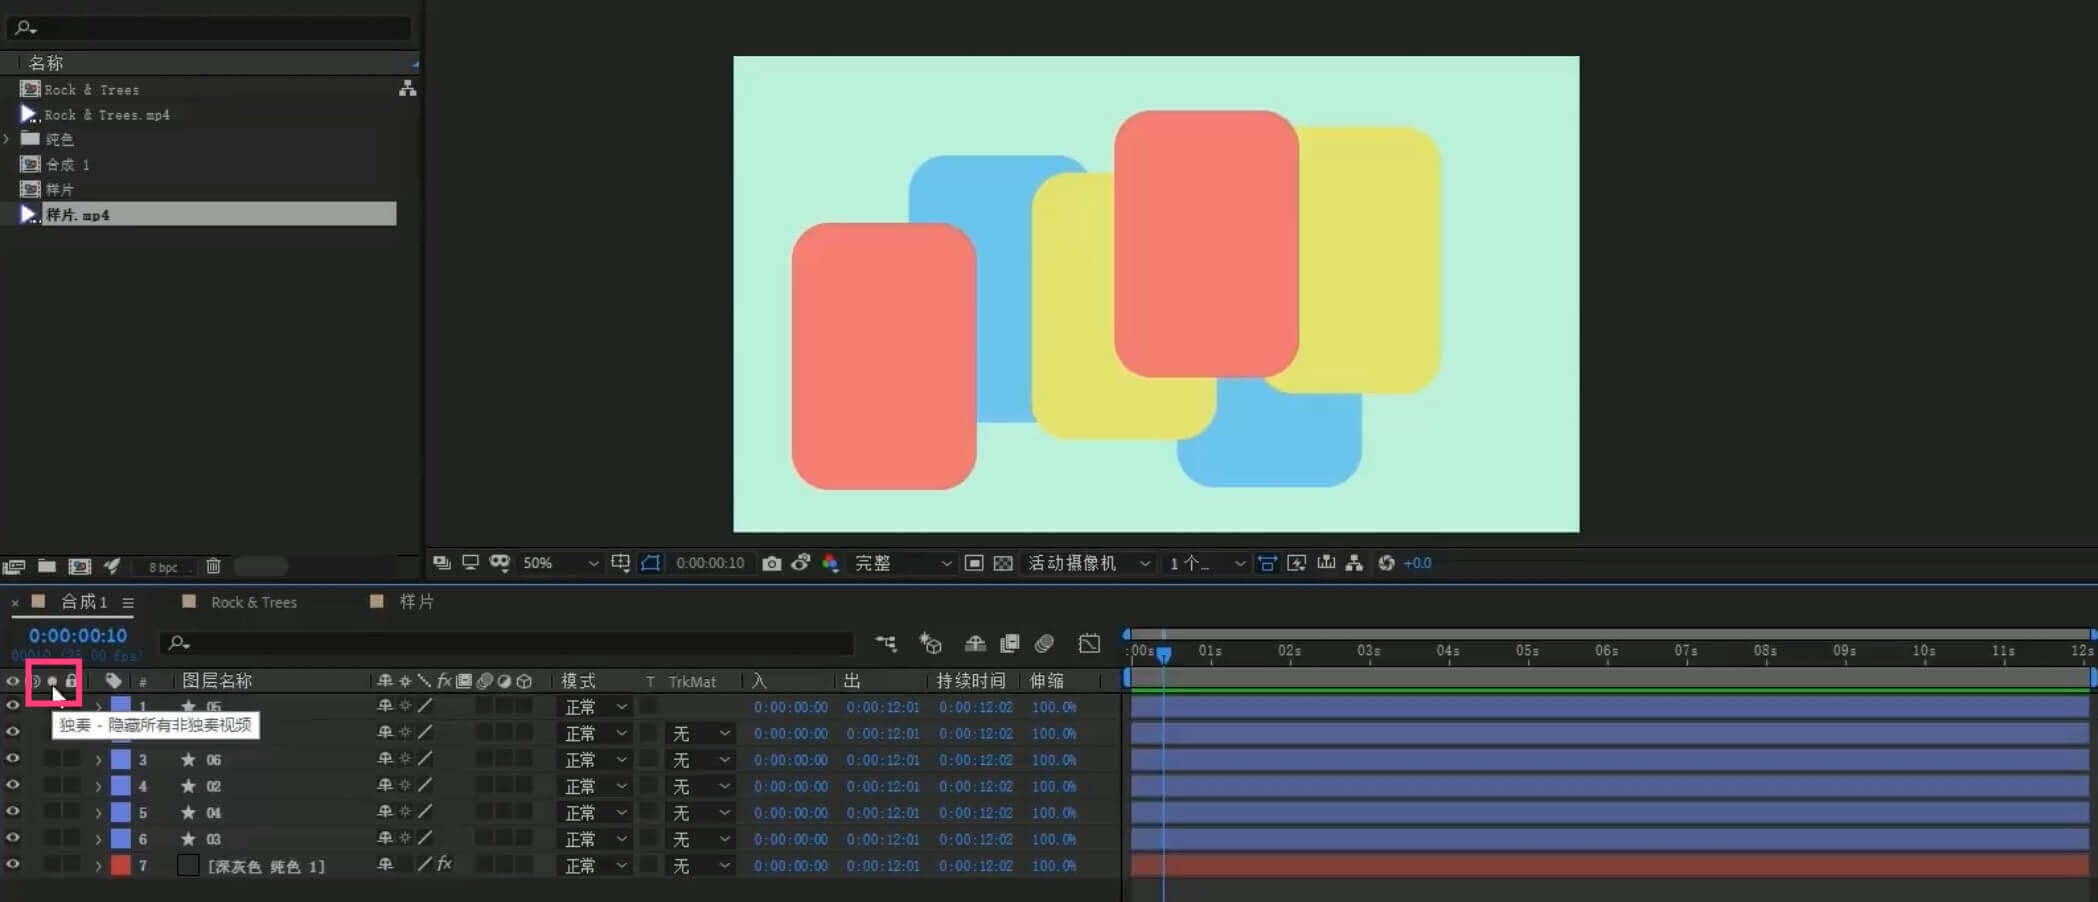 名称
Rock & Trees
Rock & Trees.mp4
纯色
合成 1
样片
样片.mp4
8 bpc
50%
0:00:00:10
完整
活动摄像机
1个...
+0.0
合成1
Rock & Trees
样片
0:00:00:10
00010 (25.00 fps)
:00s 01s 02s 03s 04s 05s 06s 07s 08s 09s 10s 11s 12s
# 图层名称 fx 模式 T TrkMat 入 出 持续时间 伸缩
1 05 正常 0:00:00:00 0:00:12:01 0:00:12:02 100.0%
独奏 - 隐藏所有非独奏视频
正常 无 0:00:00:00 0:00:12:01 0:00:12:02 100.0%
3 06 正常 无 0:00:00:00 0:00:12:01 0:00:12:02 100.0%
4 02 正常 无 0:00:00:00 0:00:12:01 0:00:12:02 100.0%
5 04 正常 无 0:00:00:00 0:00:12:01 0:00:12:02 100.0%
6 03 正常 无 0:00:00:00 0:00:12:01 0:00:12:02 100.0%
7 [深灰色 纯色 1] fx 正常 无 0:00:00:00 0:00:12:01 0:00:12:02 100.0%